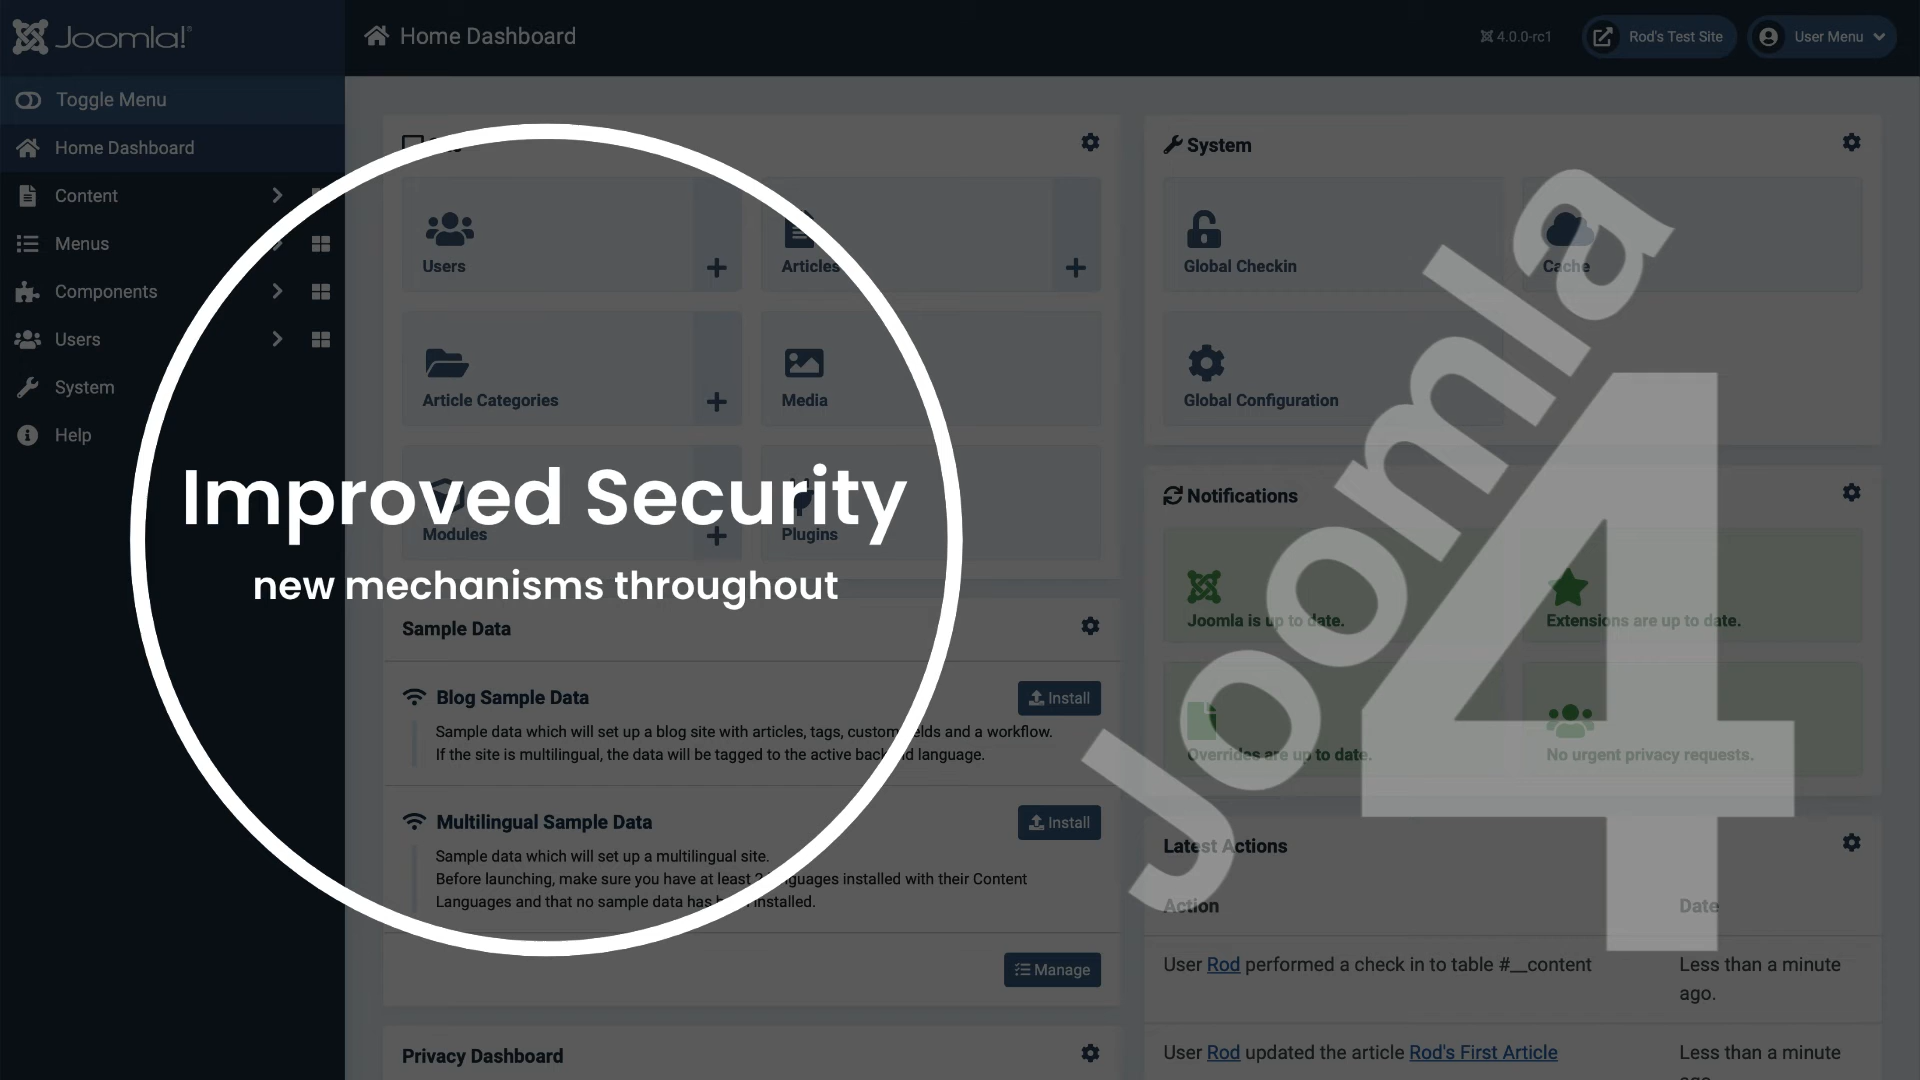 Joomla!
Home Dashboard
4.0.0-rc1
Rod's Test Site
User Menu
Toggle Menu
Home Dashboard
Content
Menus
Components
Users
System
Help
Users
Articles
Article Categories
Media
Modules
Plugins
Improved Security
new mechanisms throughout
Sample Data
Blog Sample Data
Install
Sample data which will set up a blog site with articles, tags, custom fields and a workflow.
If the site is multilingual, the data will be tagged to the active backend language.
Multilingual Sample Data
Install
Sample data which will set up a multilingual site.
Before launching, make sure you have at least 2 languages installed with their Content
Languages and that no sample data has been installed.
Manage
Privacy Dashboard
System
Global Checkin
Cache
Global Configuration
Notifications
Joomla is up to date.
Extensions are up to date.
Overrides are up to date.
No urgent privacy requests.
Latest Actions
Action
Date
User Rod performed a check in to table #__content
Less than a minute
ago.
User Rod updated the article Rod's First Article
Less than a minute
Joomla
4